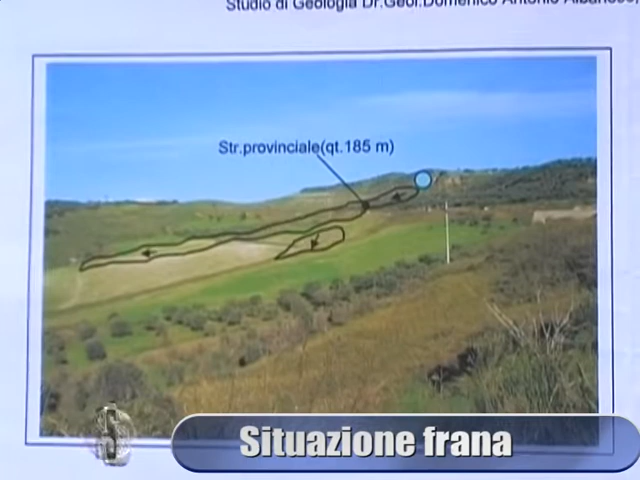 Studio di Geologia Dr.Geol.Domenico Antonio
Str.provinciale(qt.185 m)
Situazione frana